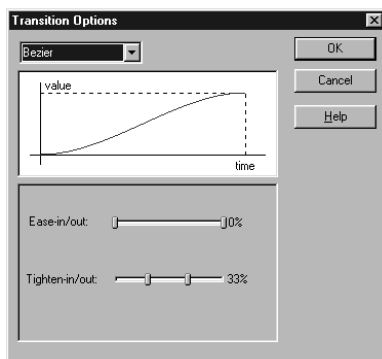 Transition Options
Bezier
OK
Cancel
Help
value
time
Ease-in/out: 0%
Tighten-in/out: 33%